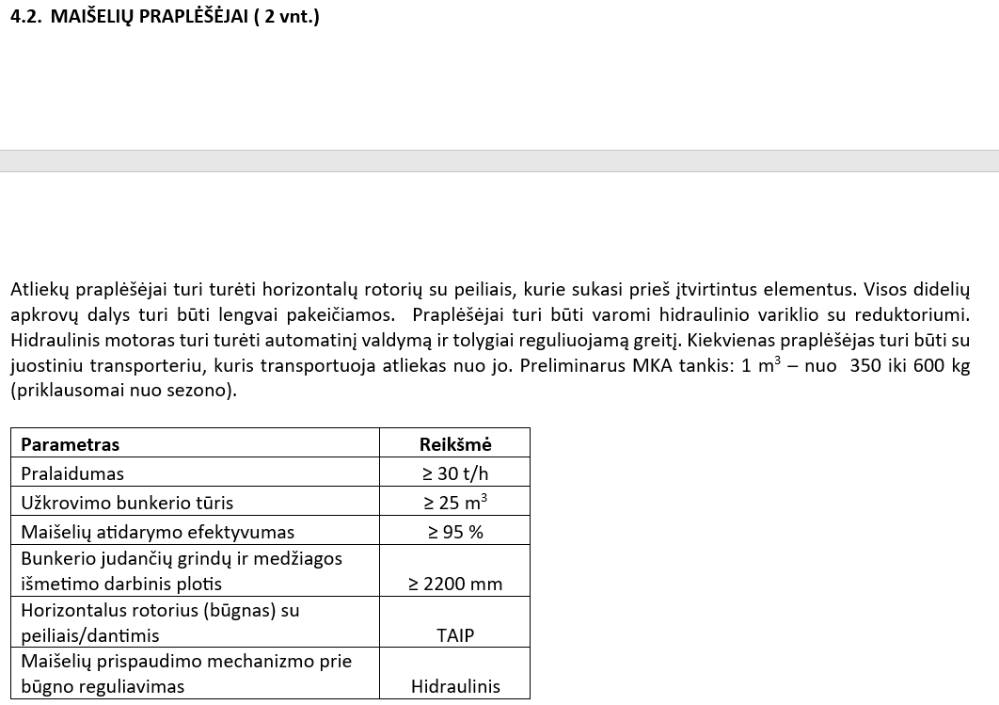 4.2. MAIŠELIŲ PRAPLĖŠĖJAI ( 2 vnt.)
Atliekų praplėšėjai turi turėti horizontalų rotorių su peiliais, kurie sukasi prieš įtvirtintus elementus. Visos didelių
apkrovų dalys turi būti lengvai pakeičiamos. Praplėšėjai turi būti varomi hidraulinio variklio su reduktoriumi.
Hidraulinis motoras turi turėti automatinį valdymą ir tolygiai reguliuojamą greitį. Kiekvienas praplėšėjas turi būti su
juostiniu transporteriu, kuris transportuoja atliekas nuo jo. Preliminarus MKA tankis: 1 m³ – nuo 350 iki 600 kg
(priklausomai nuo sezono).
Parametras Reikšmė
Pralaidumas ≥ 30 t/h
Užkrovimo bunkerio tūris ≥ 25 m³
Maišelių atidarymo efektyvumas ≥ 95 %
Bunkerio judančių grindų ir medžiagos
išmetimo darbinis plotis ≥ 2200 mm
Horizontalus rotorius (būgnas) su
peiliais/dantimis TAIP
Maišelių prispaudimo mechanizmo prie
būgno reguliavimas Hidraulinis